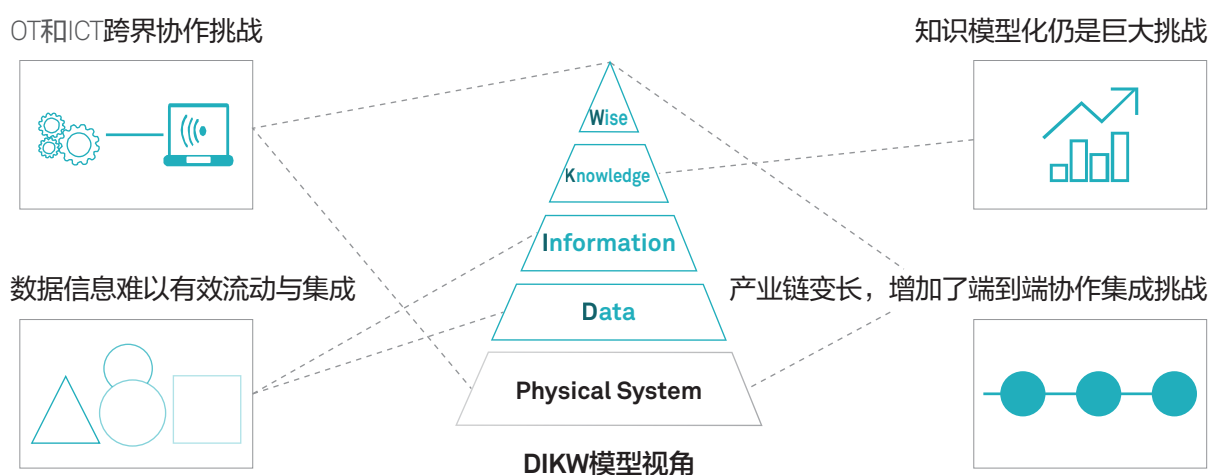 OT和ICT跨界协作挑战
知识模型化仍是巨大挑战
Wise
Knowledge
Information
数据信息难以有效流动与集成
产业链变长，增加了端到端协作集成挑战
Data
Physical System
DIKW模型视角